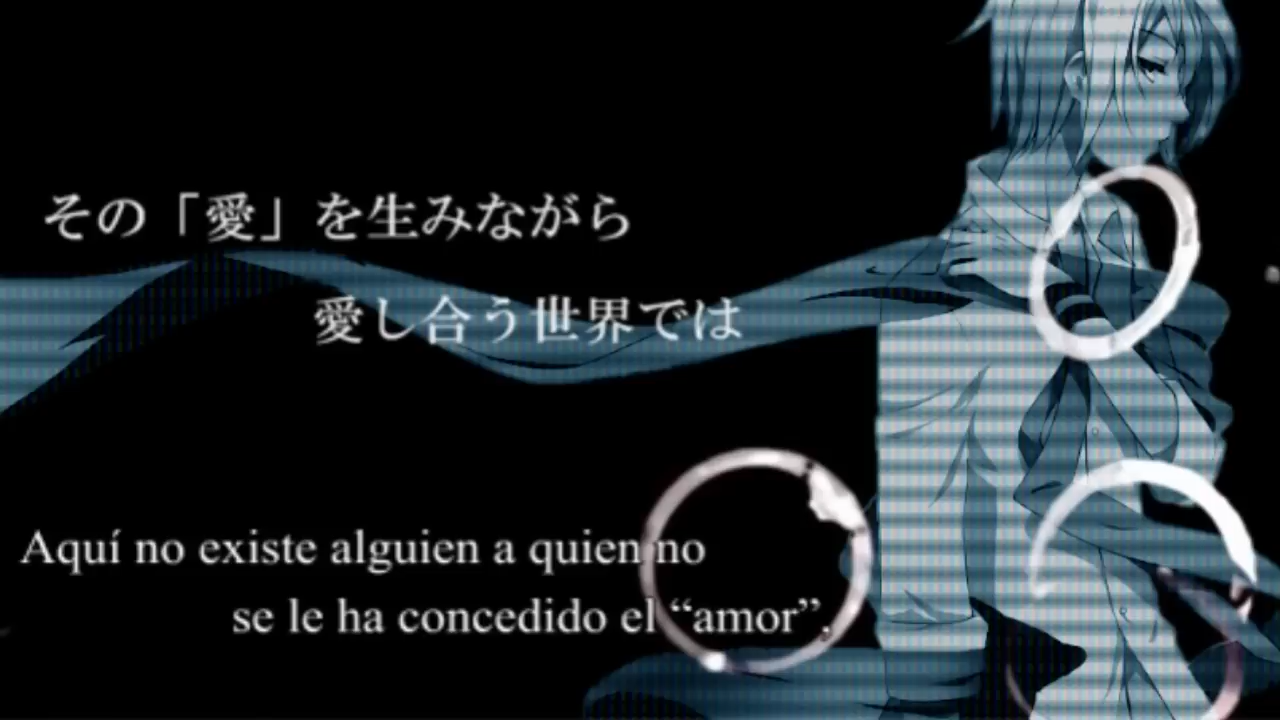 その「愛」を生みながら
愛し合う世界では
Aquí no existe alguien a quien no
se le ha concedido el “amor”.